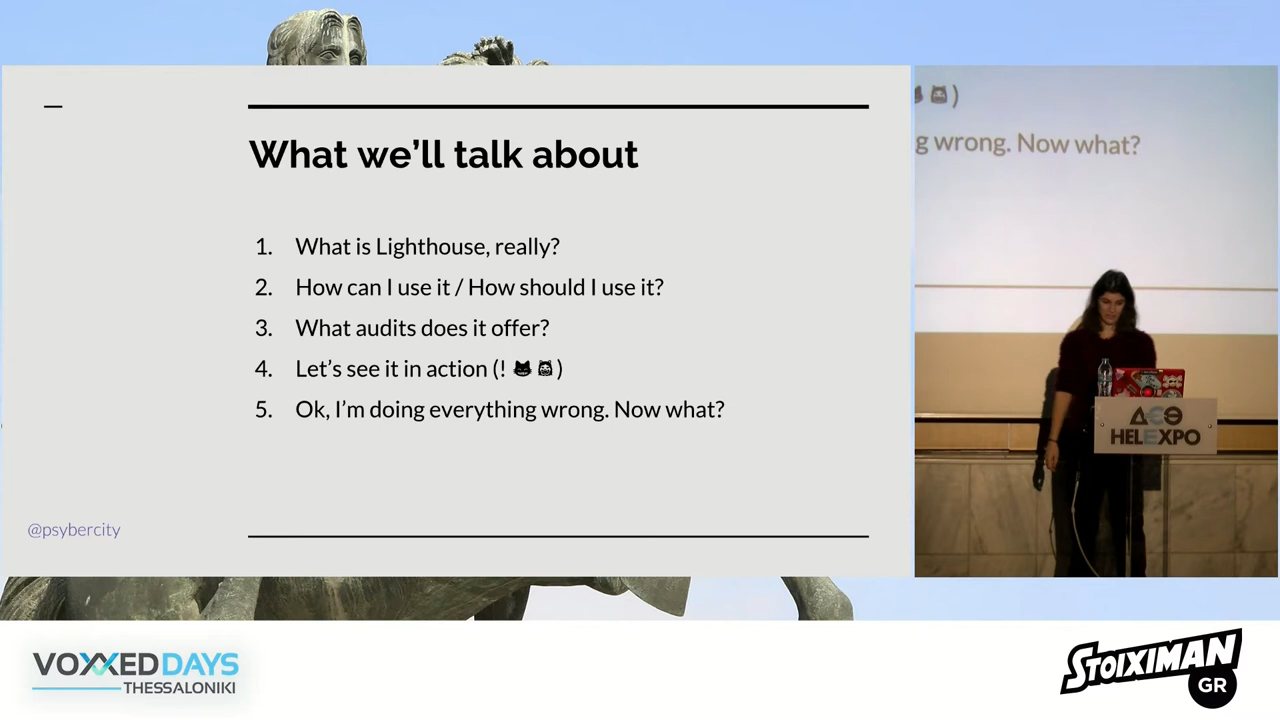 What we'll talk about
1. What is Lighthouse, really?
2. How can I use it / How should I use it?
3. What audits does it offer?
4. Let's see it in action (! 😼🙀)
5. Ok, I'm doing everything wrong. Now what?
@psybercity
)
g wrong. Now what?
ΔΕΘ
HELEXPO
VOXXED DAYS
THESSALONIKI
STOIXIMAN
GR